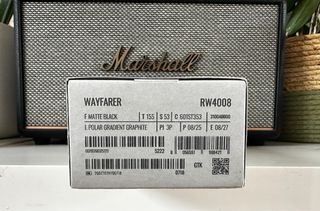 Marshall
WAYFARER RW4008
F MATTE BLACK T 155 S 53 C 601ST353
L POLAR GRADIENT GRAPHITE PI 3P P 08/25 E 08/27
S222
GTK
0710